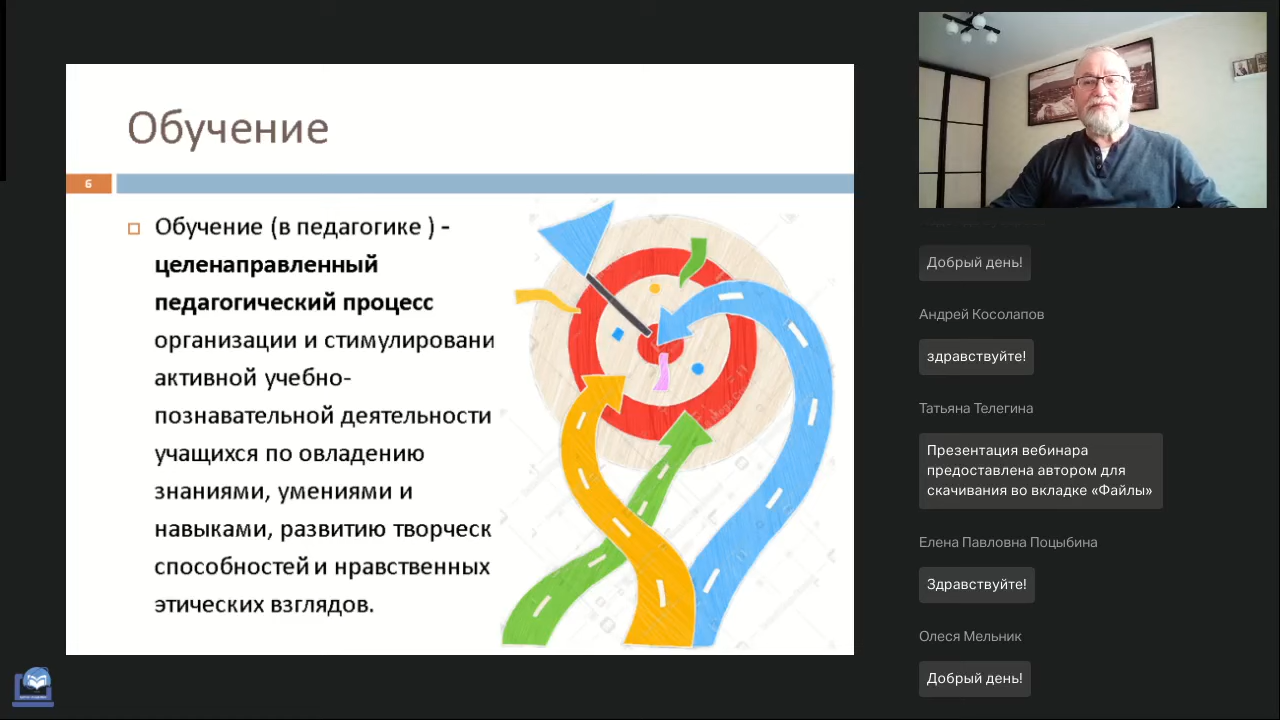 Обучение
6
Обучение (в педагогике ) -
целенаправленный
педагогический процесс
организации и стимулировани
активной учебно-
познавательной деятельности
учащихся по овладению
знаниями, умениями и
навыками, развитию творческ
способностей и нравственных
этических взглядов.
Добрый день!
Андрей Косолапов
здравствуйте!
Татьяна Телегина
Презентация вебинара
предоставлена автором для
скачивания во вкладке «Файлы»
Елена Павловна Поцыбина
Здравствуйте!
Олеся Мельник
Добрый день!